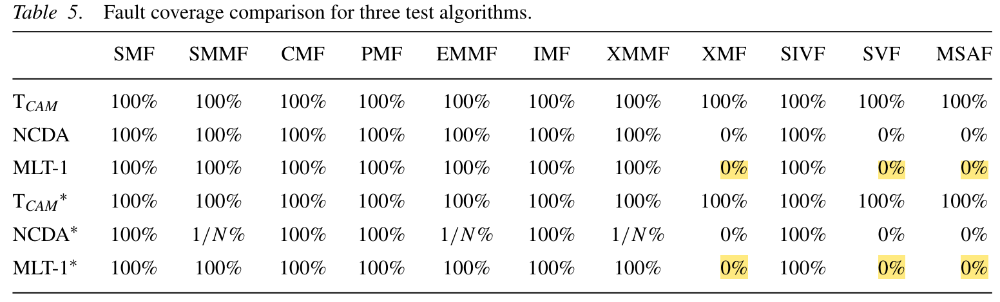 Table 5. Fault coverage comparison for three test algorithms.
SMF SMMF CMF PMF EMMF IMF XMMF XMF SIVF SVF MSAF
T_CAM 100% 100% 100% 100% 100% 100% 100% 100% 100% 100% 100%
NCDA 100% 100% 100% 100% 100% 100% 100% 0% 100% 0% 0%
MLT-1 100% 100% 100% 100% 100% 100% 100% 0% 100% 0% 0%
T_CAM* 100% 100% 100% 100% 100% 100% 100% 100% 100% 100% 100%
NCDA* 100% 1/N% 100% 100% 1/N% 100% 1/N% 0% 100% 0% 0%
MLT-1* 100% 100% 100% 100% 100% 100% 100% 0% 100% 0% 0%